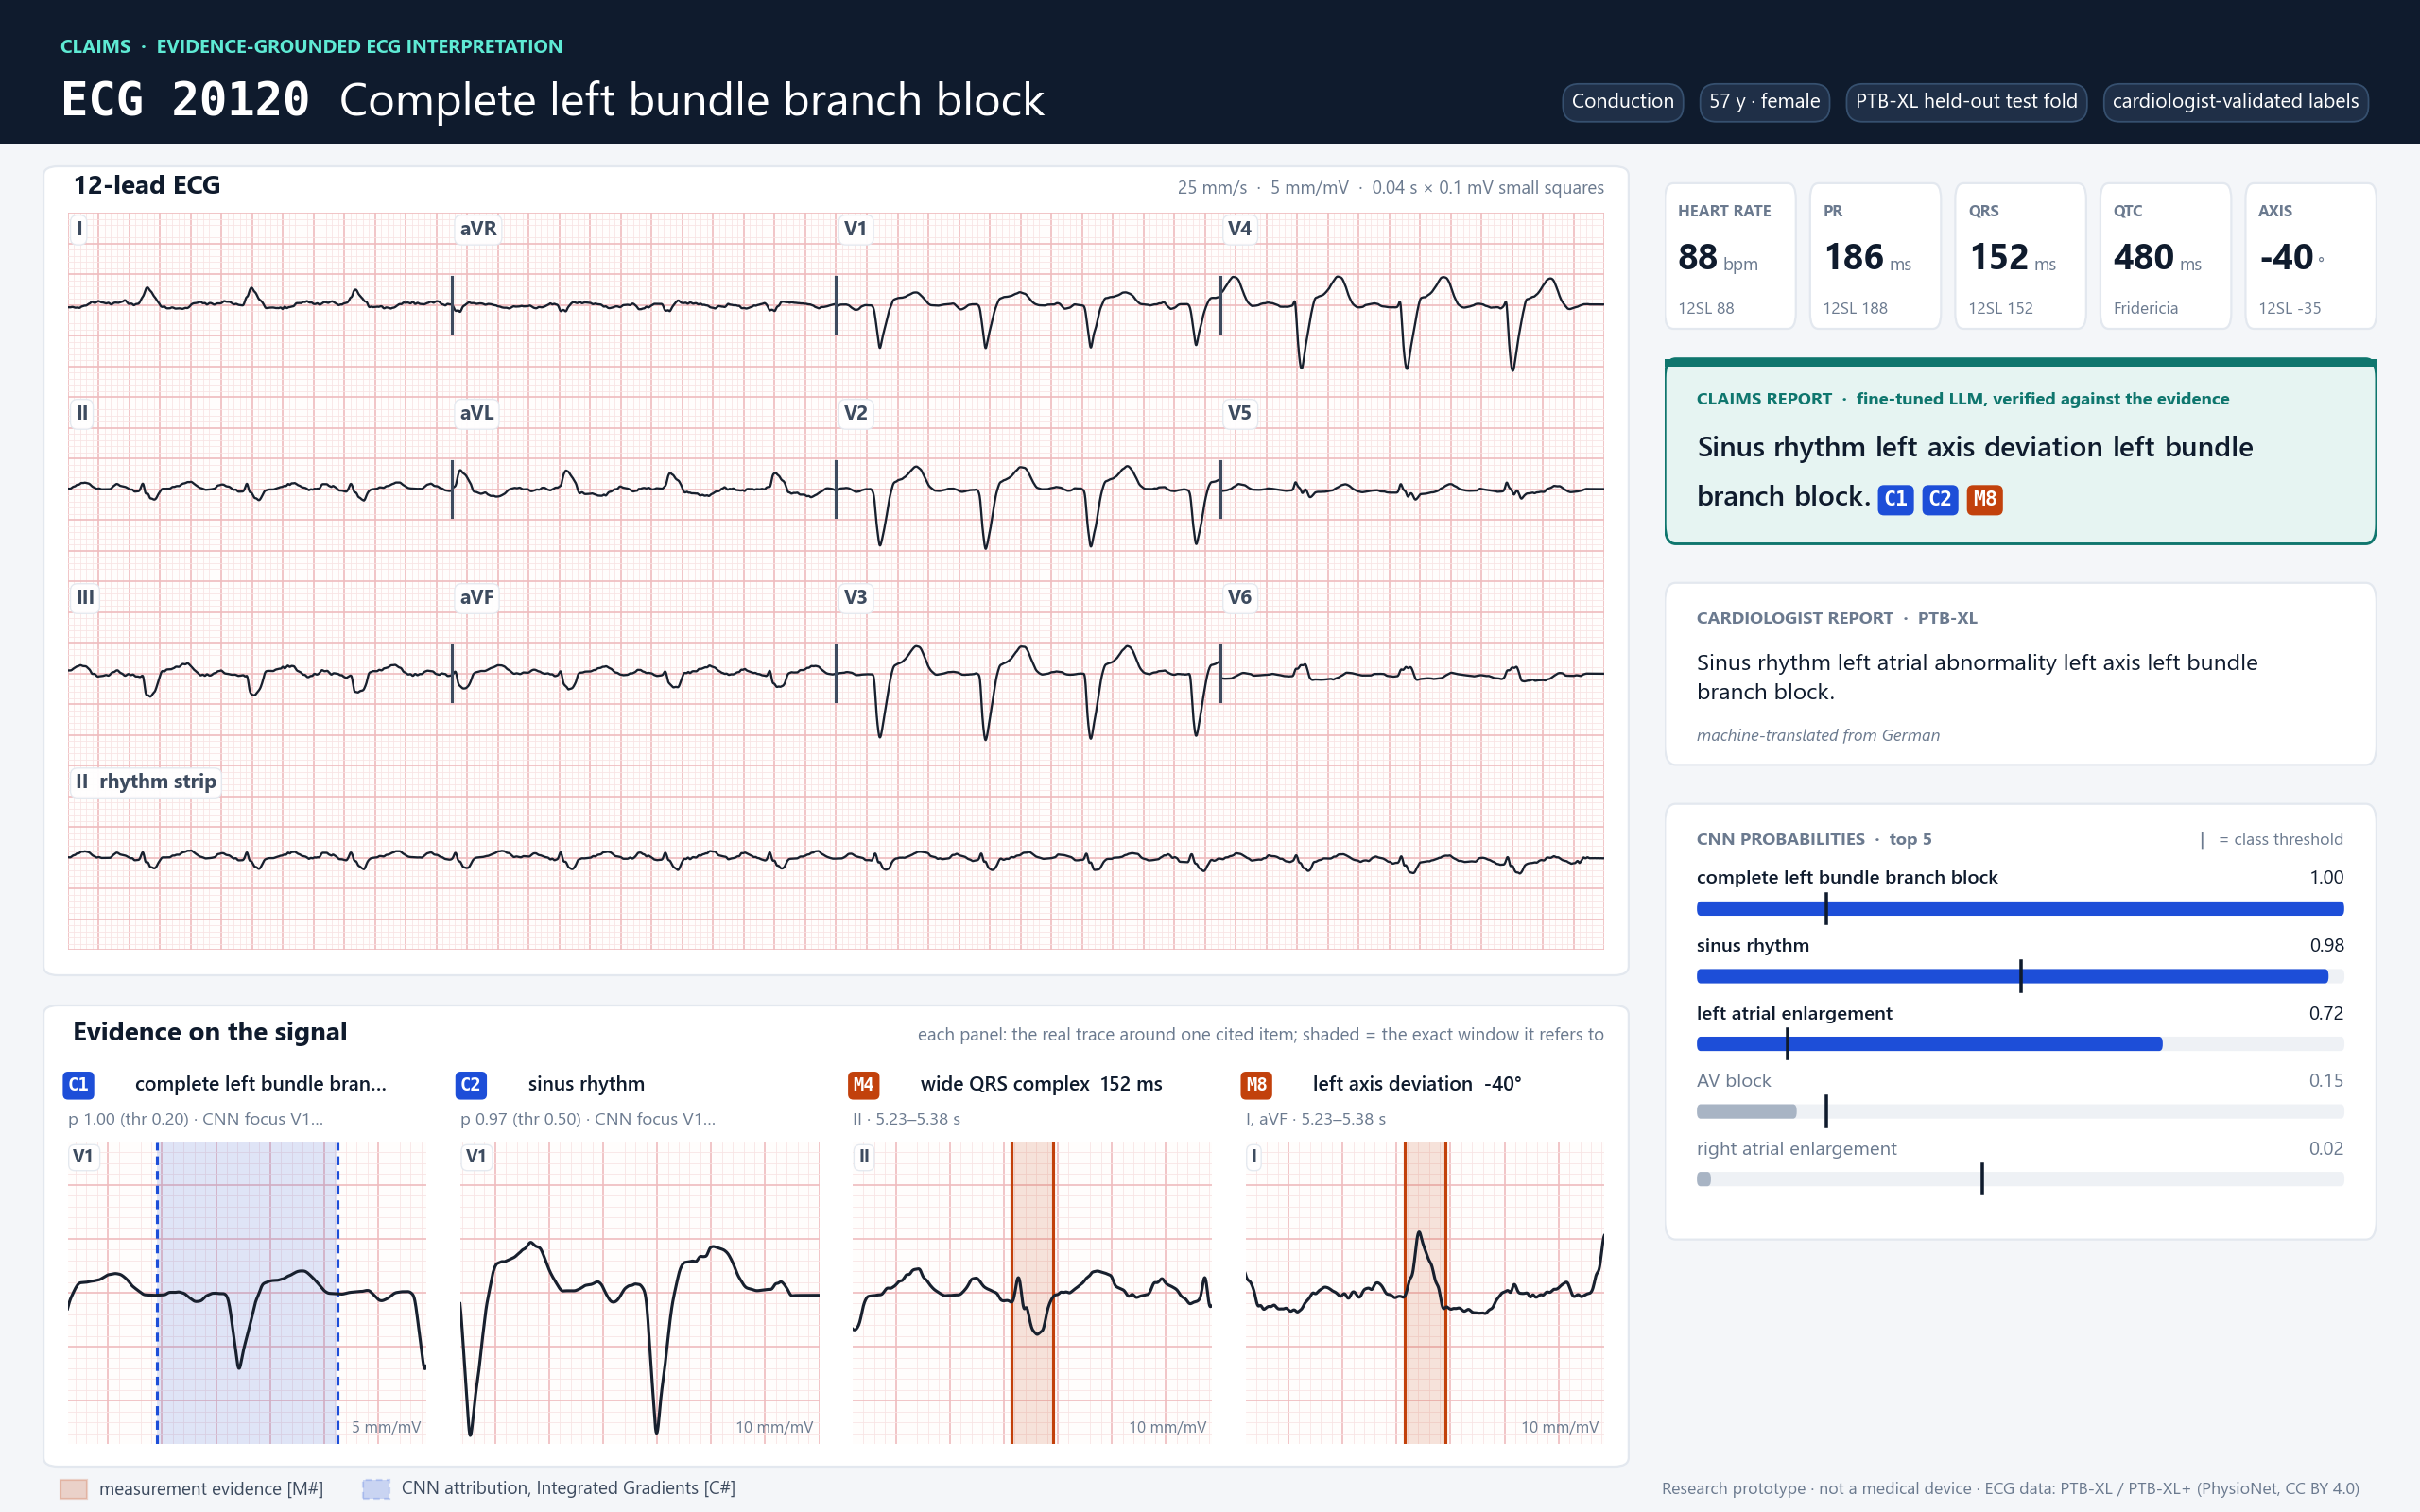 CLAIMS · EVIDENCE-GROUNDED ECG INTERPRETATION
ECG 20120 Complete left bundle branch block
Conduction
57 y · female
PTB-XL held-out test fold
cardiologist-validated labels
12-lead ECG
25 mm/s · 5 mm/mV · 0.04 s × 0.1 mV small squares
I
aVR
V1
V4
II
aVL
V2
V5
III
aVF
V3
V6
II rhythm strip
HEART RATE
88 bpm
12SL 88
PR
186 ms
12SL 188
QRS
152 ms
12SL 152
QTC
480 ms
Fridericia
AXIS
-40 °
12SL -35
CLAIMS REPORT · fine-tuned LLM, verified against the evidence
Sinus rhythm left axis deviation left bundle
branch block. C1 C2 M8
CARDIOLOGIST REPORT · PTB-XL
Sinus rhythm left atrial abnormality left axis left bundle
branch block.
machine-translated from German
CNN PROBABILITIES · top 5
| = class threshold
complete left bundle branch block 1.00
sinus rhythm 0.98
left atrial enlargement 0.72
AV block 0.15
right atrial enlargement 0.02
Evidence on the signal
each panel: the real trace around one cited item; shaded = the exact window it refers to
C1 complete left bundle bran...
p 1.00 (thr 0.20) · CNN focus V1...
V1
5 mm/mV
C2 sinus rhythm
p 0.97 (thr 0.50) · CNN focus V1...
V1
10 mm/mV
M4 wide QRS complex 152 ms
II · 5.23–5.38 s
II
10 mm/mV
M8 left axis deviation -40°
I, aVF · 5.23–5.38 s
I
10 mm/mV
measurement evidence [M#]
CNN attribution, Integrated Gradients [C#]
Research prototype · not a medical device · ECG data: PTB-XL / PTB-XL+ (PhysioNet, CC BY 4.0)